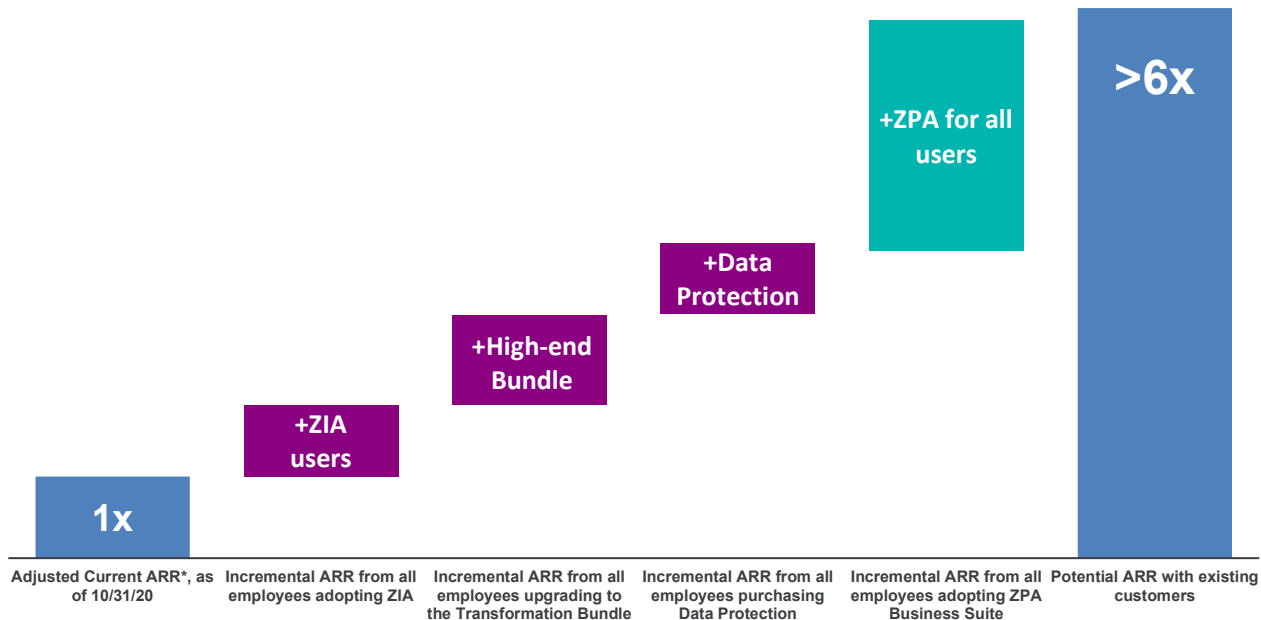 1x
+ZIA
users
+High-end
Bundle
+Data
Protection
+ZPA for all
users
>6x
Adjusted Current ARR*, as
of 10/31/20
Incremental ARR from all
employees adopting ZIA
Incremental ARR from all
employees upgrading to
the Transformation Bundle
Incremental ARR from all
employees purchasing
Data Protection
Incremental ARR from all
employees adopting ZPA
Business Suite
Potential ARR with existing
customers